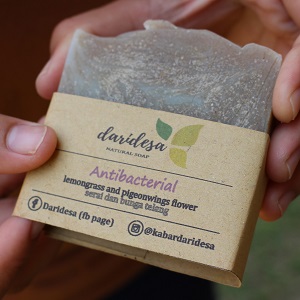 daridesa
NATURAL SOAP
Antibacterial
lemongrass and pigeonwings flower
serai dan bunga telang
Daridesa (fb page)
@kabardaridesa